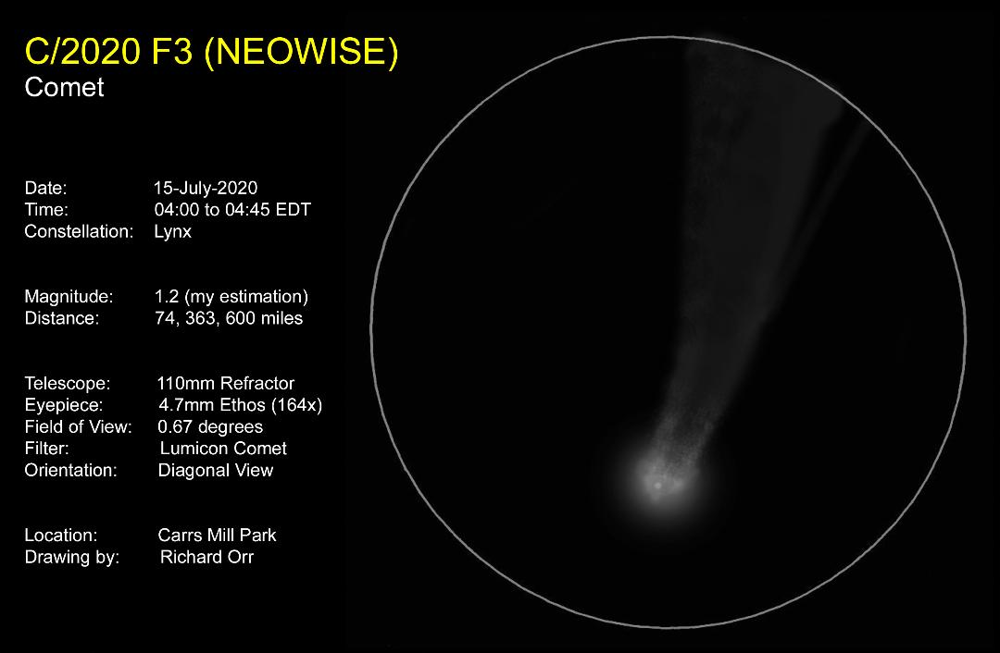 C/2020 F3 (NEOWISE)
Comet
Date: 15-July-2020
Time: 04:00 to 04:45 EDT
Constellation: Lynx
Magnitude: 1.2 (my estimation)
Distance: 74, 363, 600 miles
Telescope: 110mm Refractor
Eyepiece: 4.7mm Ethos (164x)
Field of View: 0.67 degrees
Filter: Lumicon Comet
Orientation: Diagonal View
Location: Carrs Mill Park
Drawing by: Richard Orr